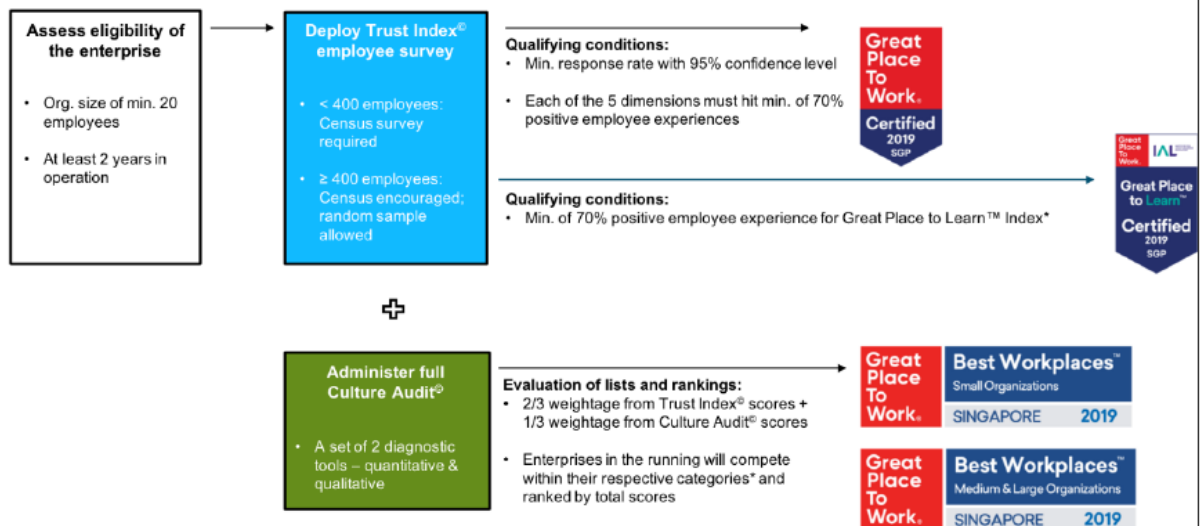 Assess eligibility of
the enterprise
• Org. size of min. 20
employees
• At least 2 years in
operation
Deploy Trust Index©
employee survey
• < 400 employees:
Census survey
required
• ≥ 400 employees:
Census encouraged;
random sample
allowed
Qualifying conditions:
• Min. response rate with 95% confidence level
• Each of the 5 dimensions must hit min. of 70%
positive employee experiences
Great
Place
To
Work.
Certified
2019
SGP
Qualifying conditions:
• Min. of 70% positive employee experience for Great Place to Learn™ Index*
Great
Place
To
Work.
IAL
Great Place
to Learn™
Certified
2019
SGP
Administer full
Culture Audit©
• A set of 2 diagnostic
tools – quantitative &
qualitative
Evaluation of lists and rankings:
• 2/3 weightage from Trust Index© scores +
1/3 weightage from Culture Audit© scores
• Enterprises in the running will compete
within their respective categories* and
ranked by total scores
Great
Place
To
Work.
Best Workplaces™
Small Organizations
SINGAPORE 2019
Great
Place
To
Work.
Best Workplaces™
Medium & Large Organizations
SINGAPORE 2019